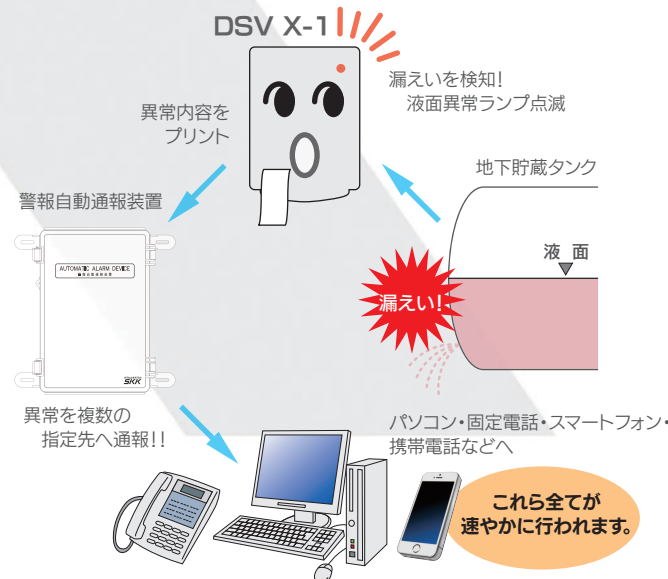 DSV X-1
漏えいを検知!
液面異常ランプ点滅
異常内容を
プリント
地下貯蔵タンク
警報自動通報装置
液 面
AUTOMATIC ALARM DEVICE
漏えい!
SKK
異常を複数の
指定先へ通報!!
パソコン・固定電話・スマートフォン・
携帯電話などへ
これら全てが
速やかに行われます。